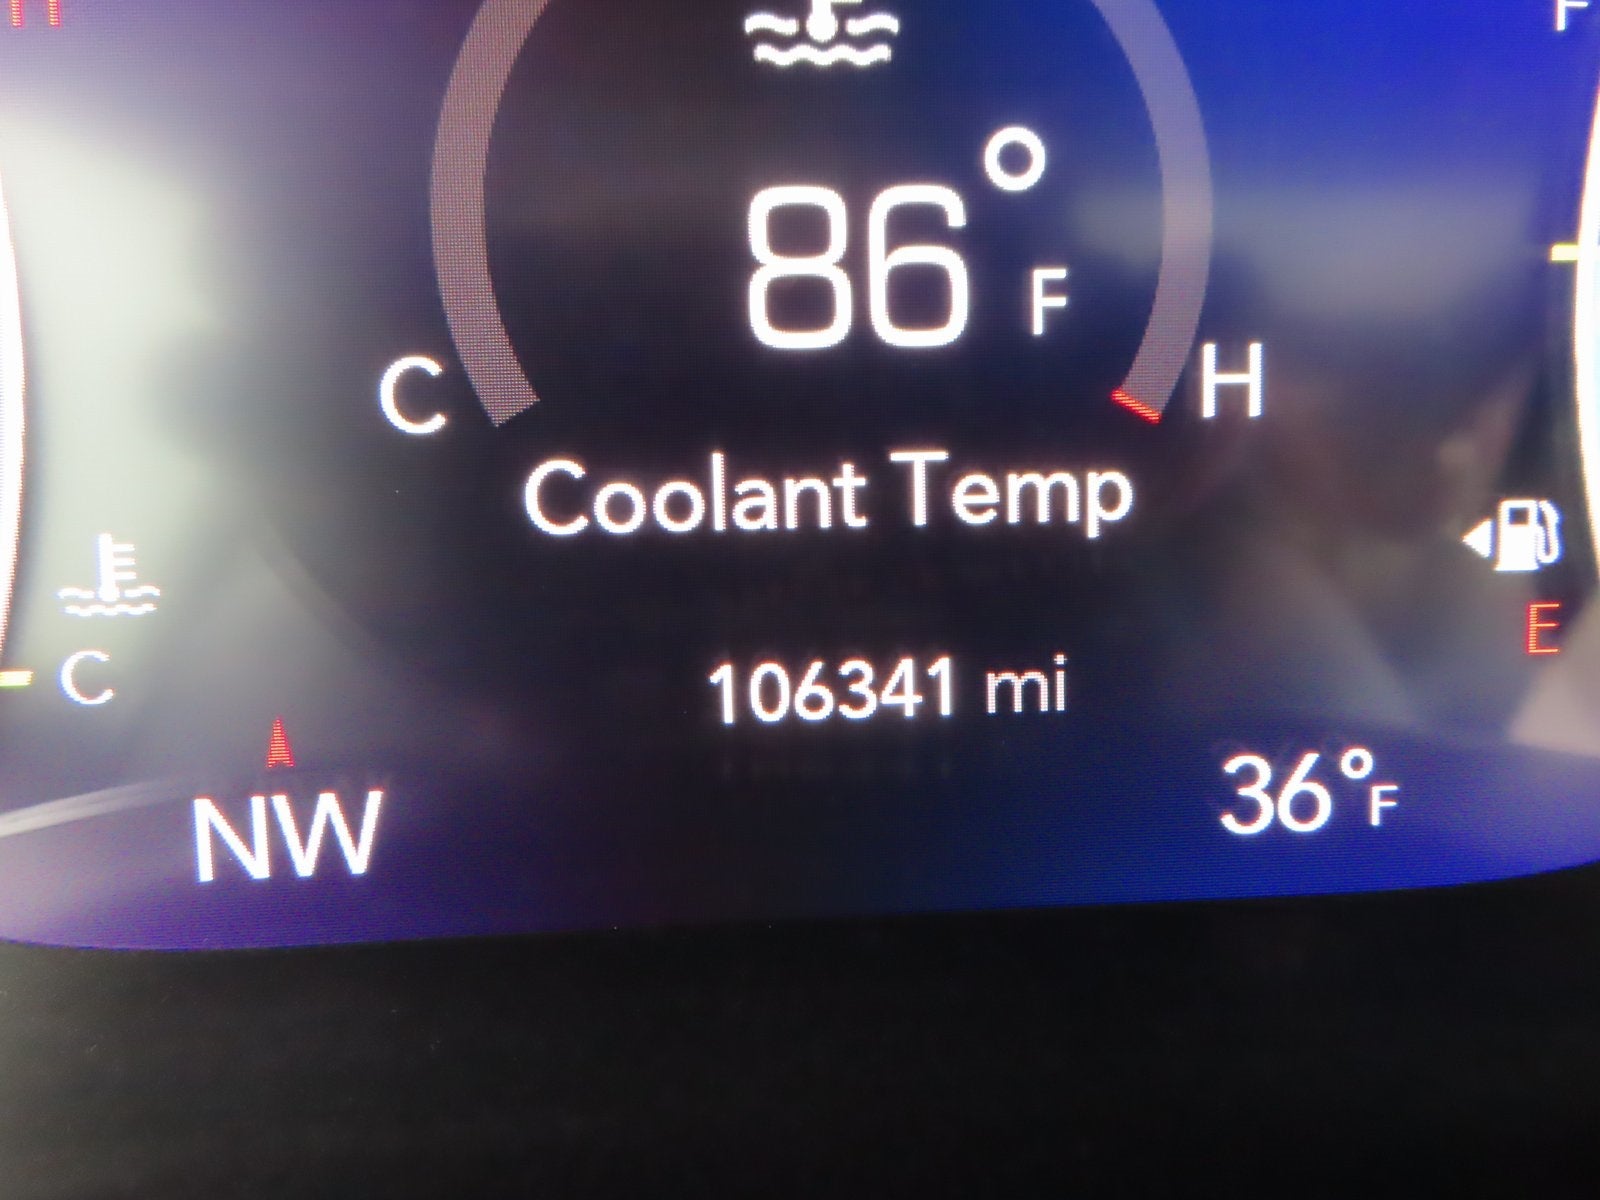 H
F
86°F
C
H
Coolant Temp
E
C
106341 mi
NW
36°F